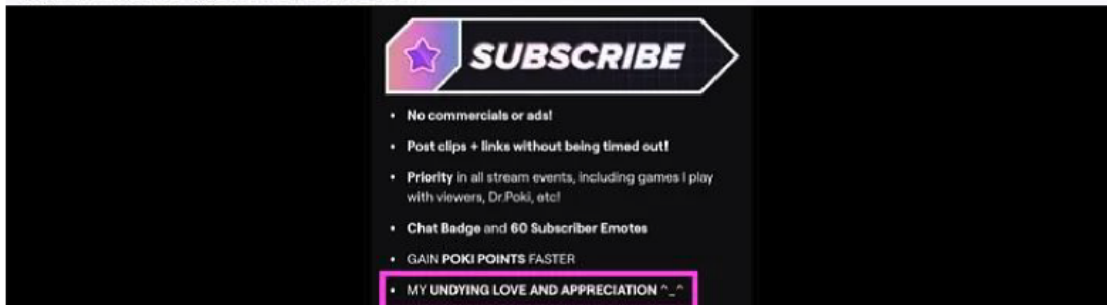 SUBSCRIBE
• No commercials or ads!
• Post clips + links without being timed out!
• Priority in all stream events, including games I play
with viewers, Dr.Poki, etc!
• Chat Badge and 60 Subscriber Emotes
• GAIN POKI POINTS FASTER
• MY UNDYING LOVE AND APPRECIATION ^_^